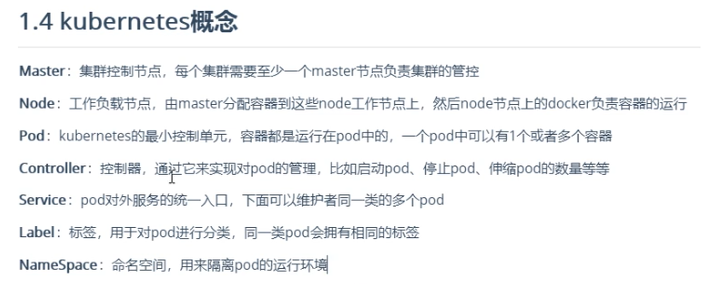 1.4 kubernetes概念
Master：集群控制节点，每个集群需要至少一个master节点负责集群的管控
Node：工作负载节点，由master分配容器到这些node工作节点上，然后node节点上的docker负责容器的运行
Pod：kubernetes的最小控制单元，容器都是运行在pod中的，一个pod中可以有1个或者多个容器
Controller：控制器，通过它来实现对pod的管理，比如启动pod、停止pod、伸缩pod的数量等等
Service：pod对外服务的统一入口，下面可以维护者同一类的多个pod
Label：标签，用于对pod进行分类，同一类pod会拥有相同的标签
NameSpace：命名空间，用来隔离pod的运行环境